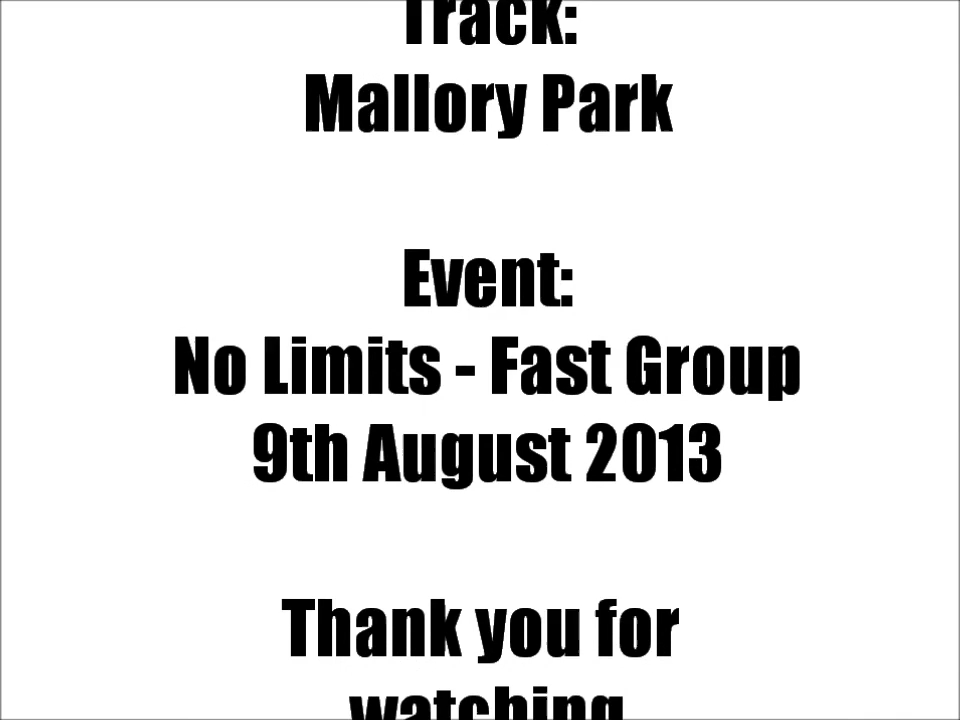 Track:
Mallory Park
Event:
No Limits - Fast Group
9th August 2013
Thank you for
watching